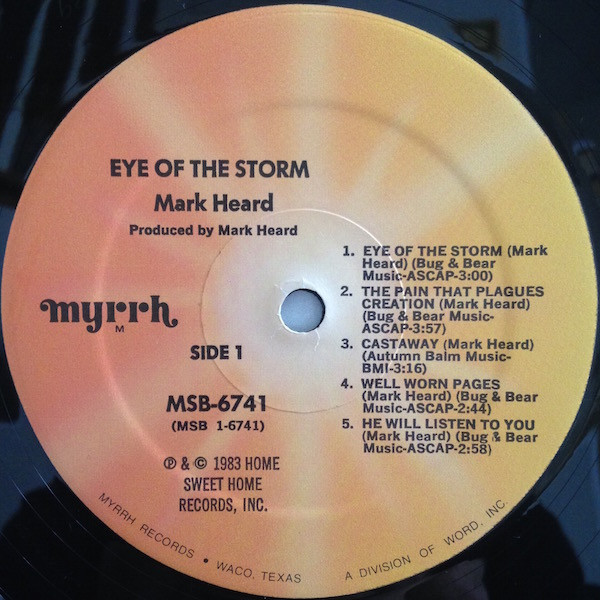 EYE OF THE STORM
Mark Heard
Produced by Mark Heard
myrrh
M
SIDE 1
MSB-6741
(MSB 1-6741)
℗ & © 1983 HOME
SWEET HOME
RECORDS, INC.
1. EYE OF THE STORM (Mark
Heard) (Bug & Bear
Music-ASCAP-3:00)
2. THE PAIN THAT PLAGUES
CREATION (Mark Heard)
(Bug & Bear Music-
ASCAP-3:57)
3. CASTAWAY (Mark Heard)
(Autumn Balm Music-
BMI-3:16)
4. WELL WORN PAGES
(Mark Heard) (Bug & Bear
Music-ASCAP-2:44)
5. HE WILL LISTEN TO YOU
(Mark Heard) (Bug & Bear
Music-ASCAP-2:58)
MYRRH RECORDS • WACO, TEXAS A DIVISION OF WORD, INC.